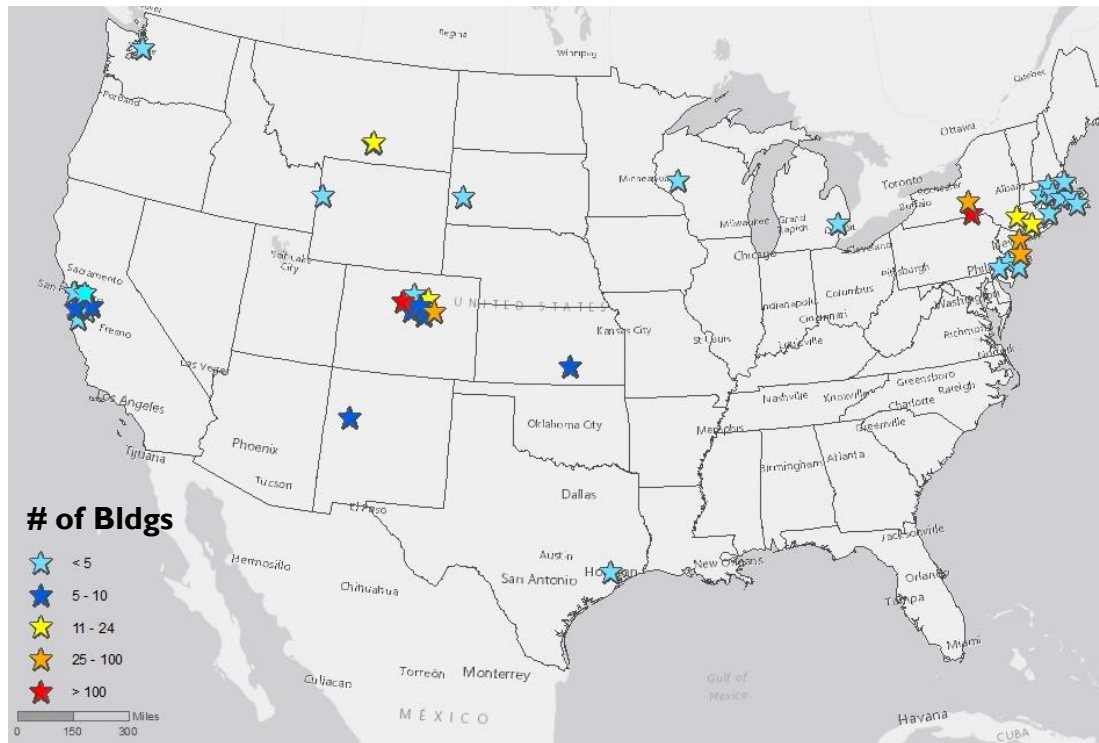 Regina
Winnipeg
Quebec
Portland
Ottawa
Minneapolis
Toronto
Rochester
Albany
Buffalo
Milwaukee
Grand
Rapids
Chicago
Cleveland
Salt Lake
City
Sacramento
Pittsburgh
UNITED STATES
Columbus
Washington
Indianapolis
Cincinnati
Kansas City
St Louis
Louisville
Richmond
Fresno
Norfolk
Las Vegas
Greensboro
Raleigh
Nashville
Knoxville
Charlotte
Los Angeles
Greenville
Memphis
Oklahoma City
Phoenix
Tijuana
Birmingham
Atlanta
Tucson
Dallas
El Paso
Jacksonville
Austin
Hermosillo
San Antonio
Houston
New Orleans
Orlando
Chihuahua
Tampa
Miami
Torreón
Monterrey
Culiacan
Gulf of
Mexico
MÉXICO
Havana
CUBA
# of Bldgs
< 5
5 - 10
11 - 24
25 - 100
> 100
Miles
0 150 300